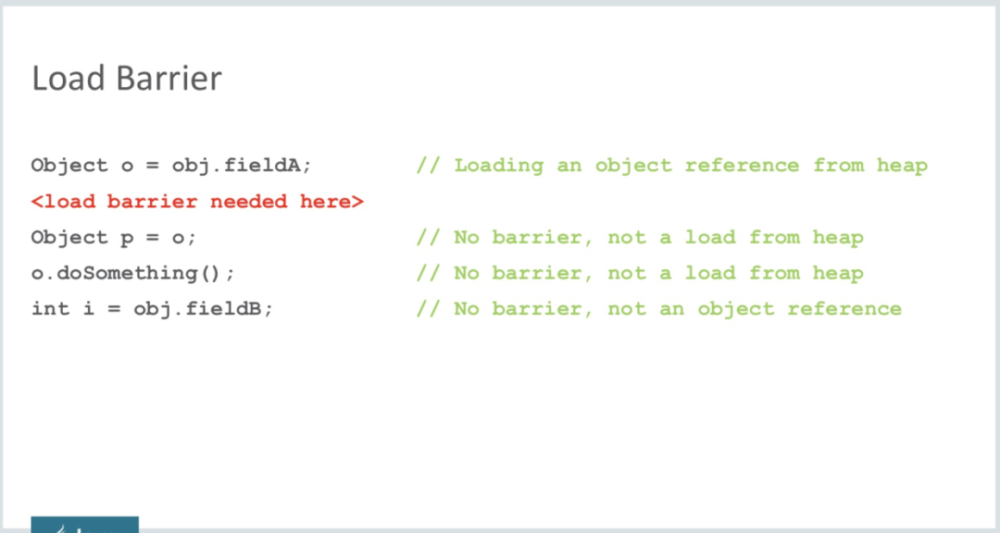 Load Barrier
Object o = obj.fieldA; // Loading an object reference from heap
<load barrier needed here>
Object p = o; // No barrier, not a load from heap
o.doSomething(); // No barrier, not a load from heap
int i = obj.fieldB; // No barrier, not an object reference